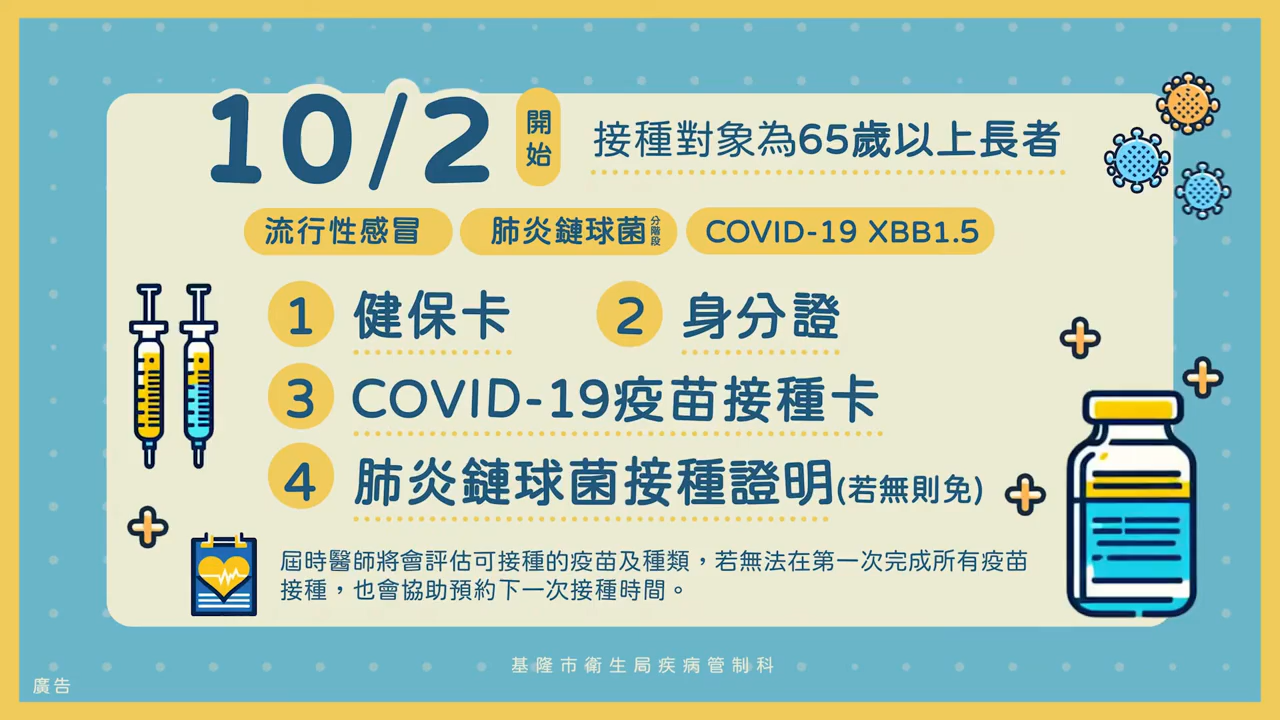 10/2 開始 接種對象為65歲以上長者
流行性感冒 肺炎鏈球菌分階段 COVID-19 XBB1.5
1 健保卡 2 身分證
3 COVID-19疫苗接種卡
4 肺炎鏈球菌接種證明(若無則免)
屆時醫師將會評估可接種的疫苗及種類，若無法在第一次完成所有疫苗
接種，也會協助預約下一次接種時間。
基隆市衛生局疾病管制科
廣告